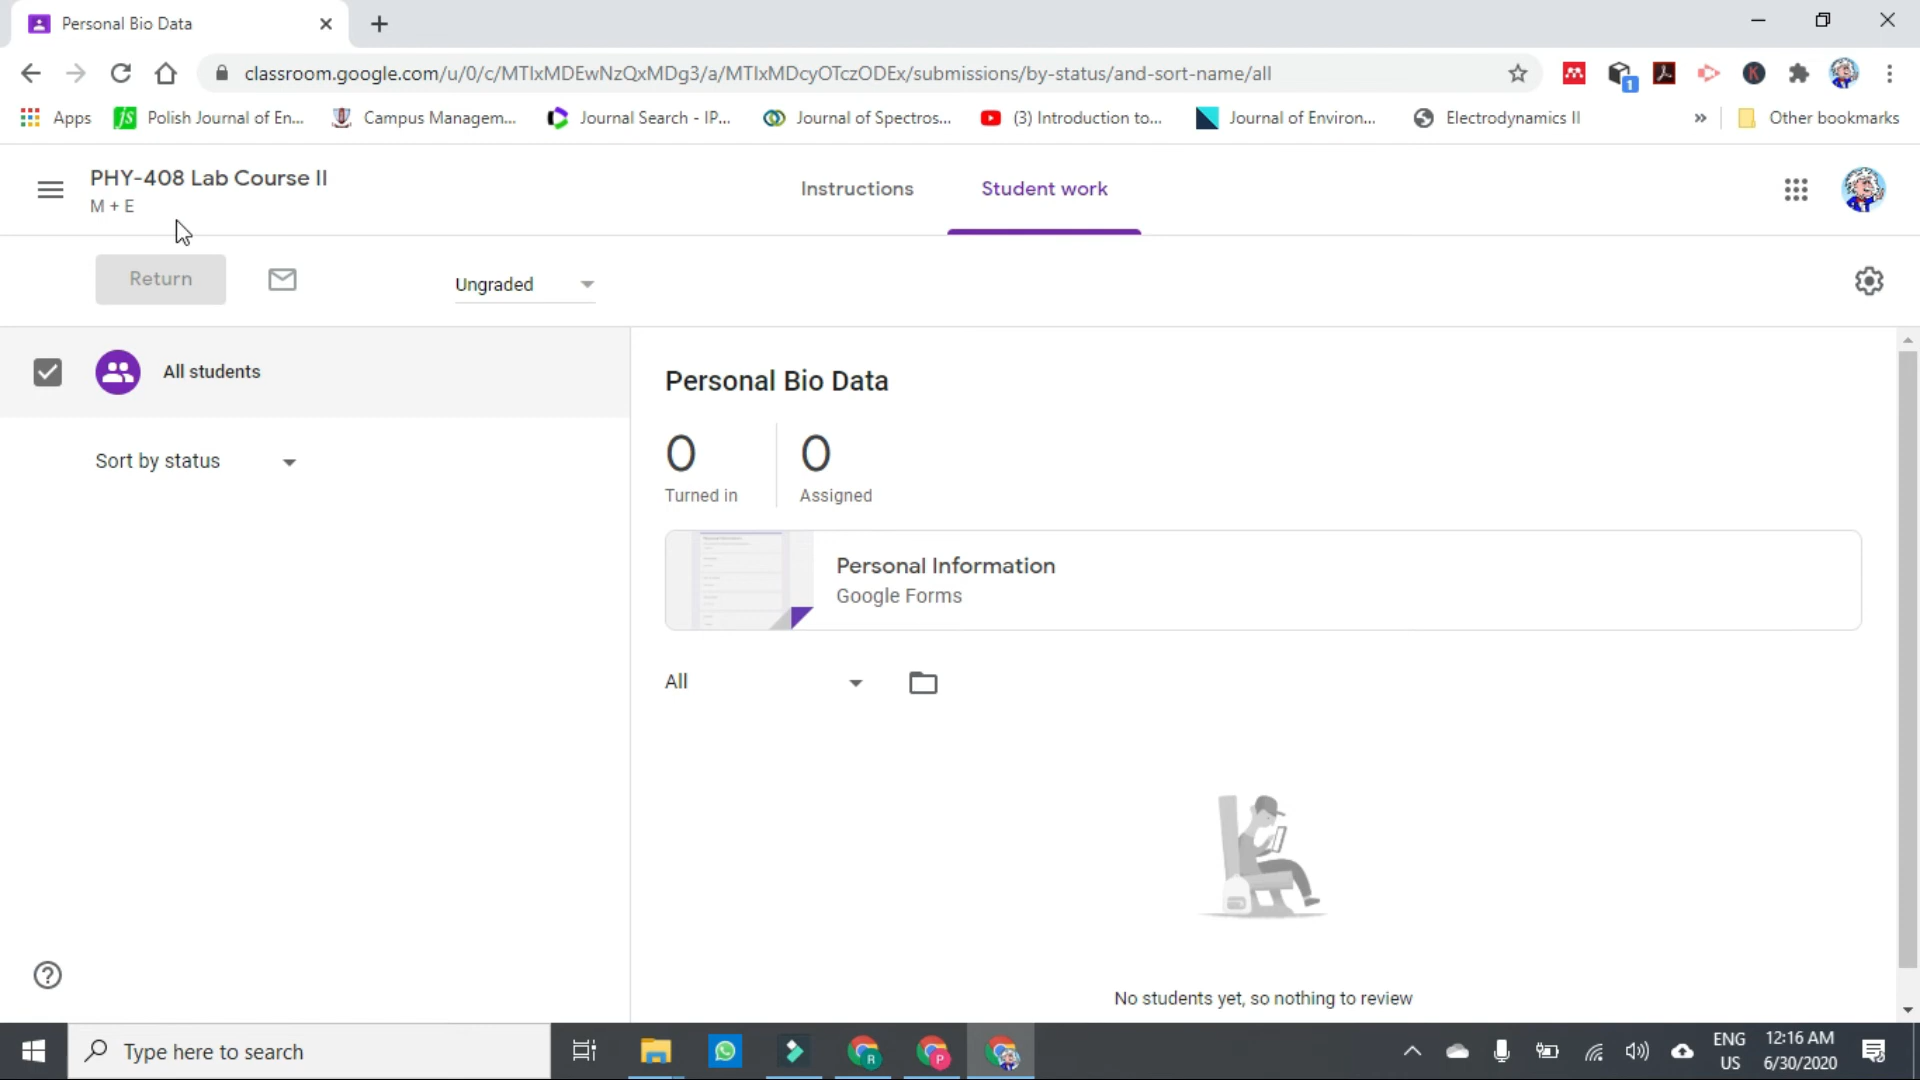 Personal Bio Data
classroom.google.com/u/0/c/MTIxMDEwNzQxMDg3/a/MTIxMDcyOTczODEx/submissions/by-status/and-sort-name/all
1
K
Apps
js
Polish Journal of En...
Campus Managem...
Journal Search - IP...
Journal of Spectros...
(3) Introduction to...
Journal of Environ...
Electrodynamics II
»
Other bookmarks
PHY-408 Lab Course II
M + E
Instructions
Student work
Return
Ungraded
All students
Sort by status
Personal Bio Data
0
Turned in
0
Assigned
Personal Information
Google Forms
All
No students yet, so nothing to review
Type here to search
R
P
ENG
US
12:16 AM
6/30/2020